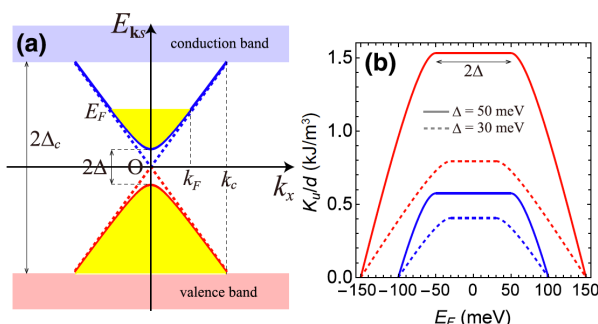 (a)
E_ks
conduction band
E_F
2Δ_c
2Δ
O
k_F
k_c
k_x
valence band
(b)
K_u/d (kJ/m³)
1.5
1.0
0.5
0.0
2Δ
Δ = 50 meV
Δ = 30 meV
−150 −100 −50 0 50 100 150
E_F (meV)